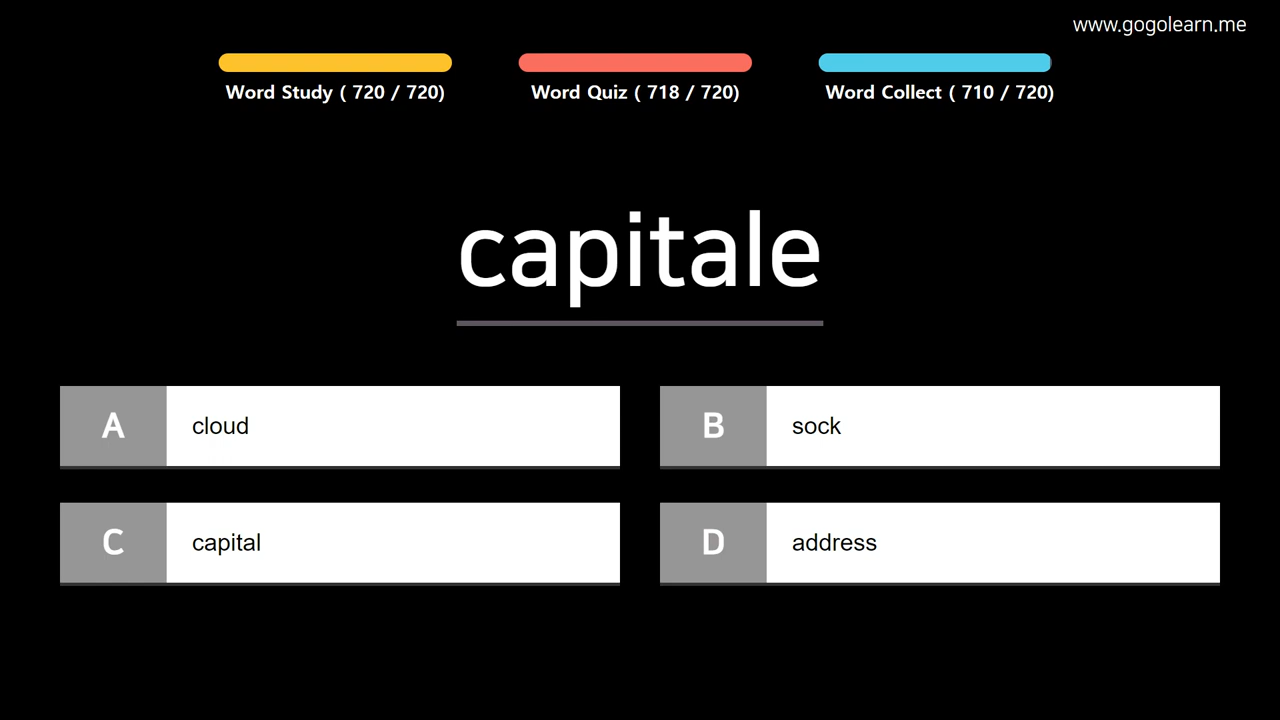 www.gogolearn.me
Word Study ( 720 / 720)
Word Quiz ( 718 / 720)
Word Collect ( 710 / 720)
capitale
A cloud
B sock
C capital
D address